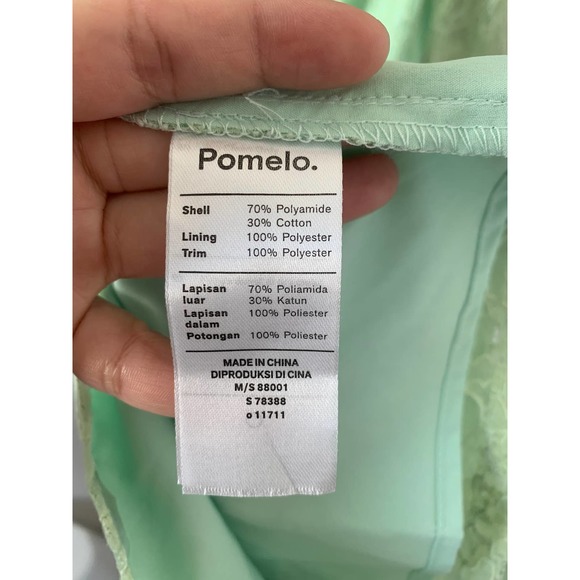 Pomelo.
Shell 70% Polyamide
30% Cotton
Lining 100% Polyester
Trim 100% Polyester
Lapisan 70% Poliamida
luar 30% Katun
Lapisan 100% Poliester
dalam
Potongan 100% Poliester
MADE IN CHINA
DIPRODUKSI DI CINA
M/S 88001
S 78388
o 11711